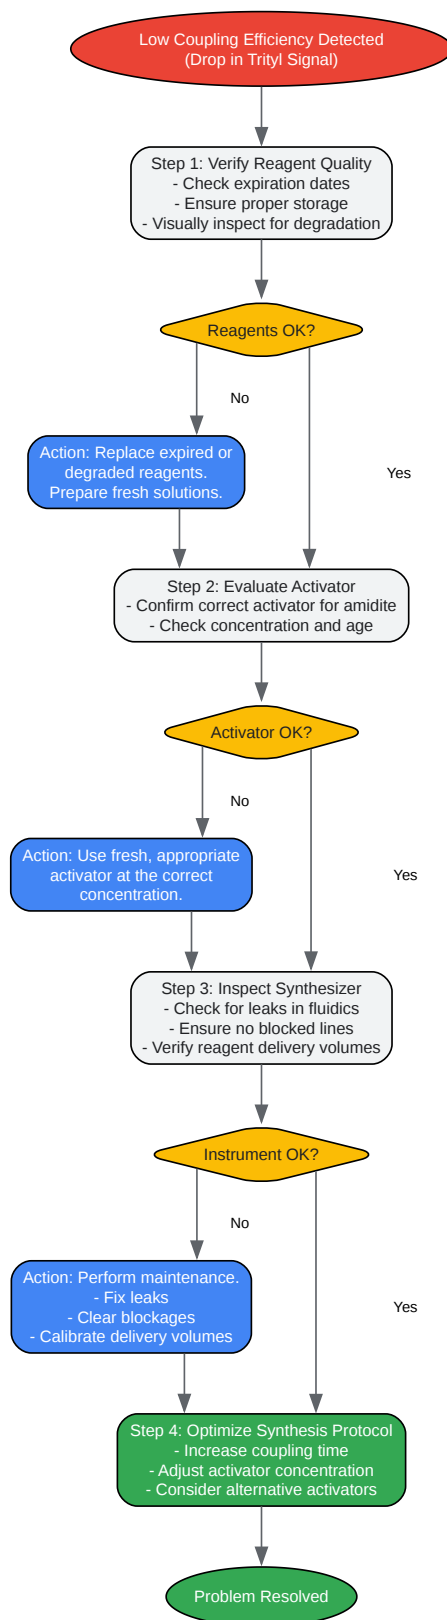 Low Coupling Efficiency Detected
(Drop in Trityl Signal)
Step 1: Verify Reagent Quality
- Check expiration dates
- Ensure proper storage
- Visually inspect for degradation
Reagents OK?
No
Action: Replace expired or
degraded reagents.
Prepare fresh solutions.
Yes
Step 2: Evaluate Activator
- Confirm correct activator for amidite
- Check concentration and age
Activator OK?
No
Action: Use fresh, appropriate
activator at the correct
concentration.
Yes
Step 3: Inspect Synthesizer
- Check for leaks in fluidics
- Ensure no blocked lines
- Verify reagent delivery volumes
Instrument OK?
No
Action: Perform maintenance.
- Fix leaks
- Clear blockages
- Calibrate delivery volumes
Yes
Step 4: Optimize Synthesis Protocol
- Increase coupling time
- Adjust activator concentration
- Consider alternative activators
Problem Resolved